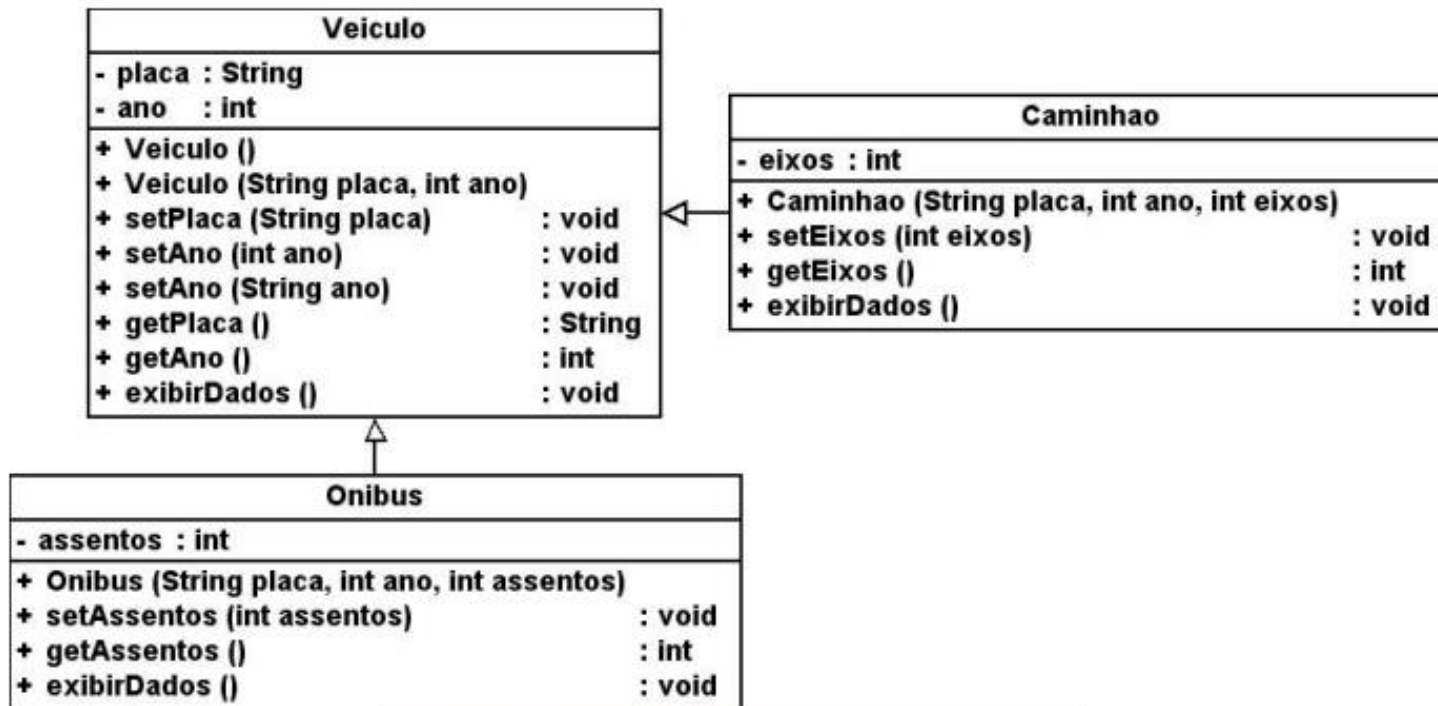 Veiculo
- placa : String
- ano : int
+ Veiculo ()
+ Veiculo (String placa, int ano)
+ setPlaca (String placa) : void
+ setAno (int ano) : void
+ setAno (String ano) : void
+ getPlaca () : String
+ getAno () : int
+ exibirDados () : void
Caminhao
- eixos : int
+ Caminhao (String placa, int ano, int eixos)
+ setEixos (int eixos) : void
+ getEixos () : int
+ exibirDados () : void
Onibus
- assentos : int
+ Onibus (String placa, int ano, int assentos)
+ setAssentos (int assentos) : void
+ getAssentos () : int
+ exibirDados () : void